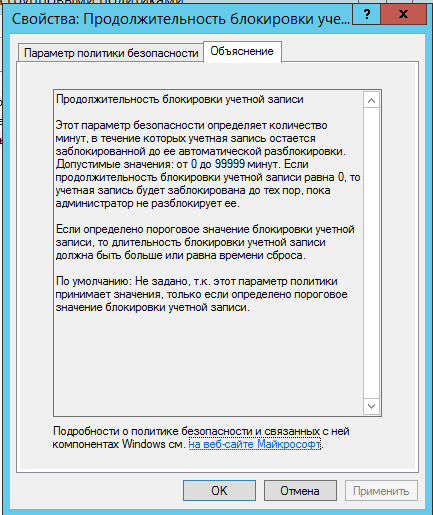 Свойства: Продолжительность блокировки уче...
Параметр политики безопасности
Объяснение
Продолжительность блокировки учетной записи
Этот параметр безопасности определяет количество
минут, в течение которых учетная запись остается
заблокированной до ее автоматической разблокировки.
Допустимые значения: от 0 до 99999 минут. Если
продолжительность блокировки учетной записи равна 0, то
учетная запись будет заблокирована до тех пор, пока
администратор не разблокирует ее.
Если определено пороговое значение блокировки учетной
записи, то длительность блокировки учетной записи
должна быть больше или равна времени сброса.
По умолчанию: Не задано, т.к. этот параметр политики
принимает значения, только если определено пороговое
значение блокировки учетной записи.
Подробности о политике безопасности и связанных с ней
компонентах Windows см. на веб-сайте Майкрософт.
OK
Отмена
Применить